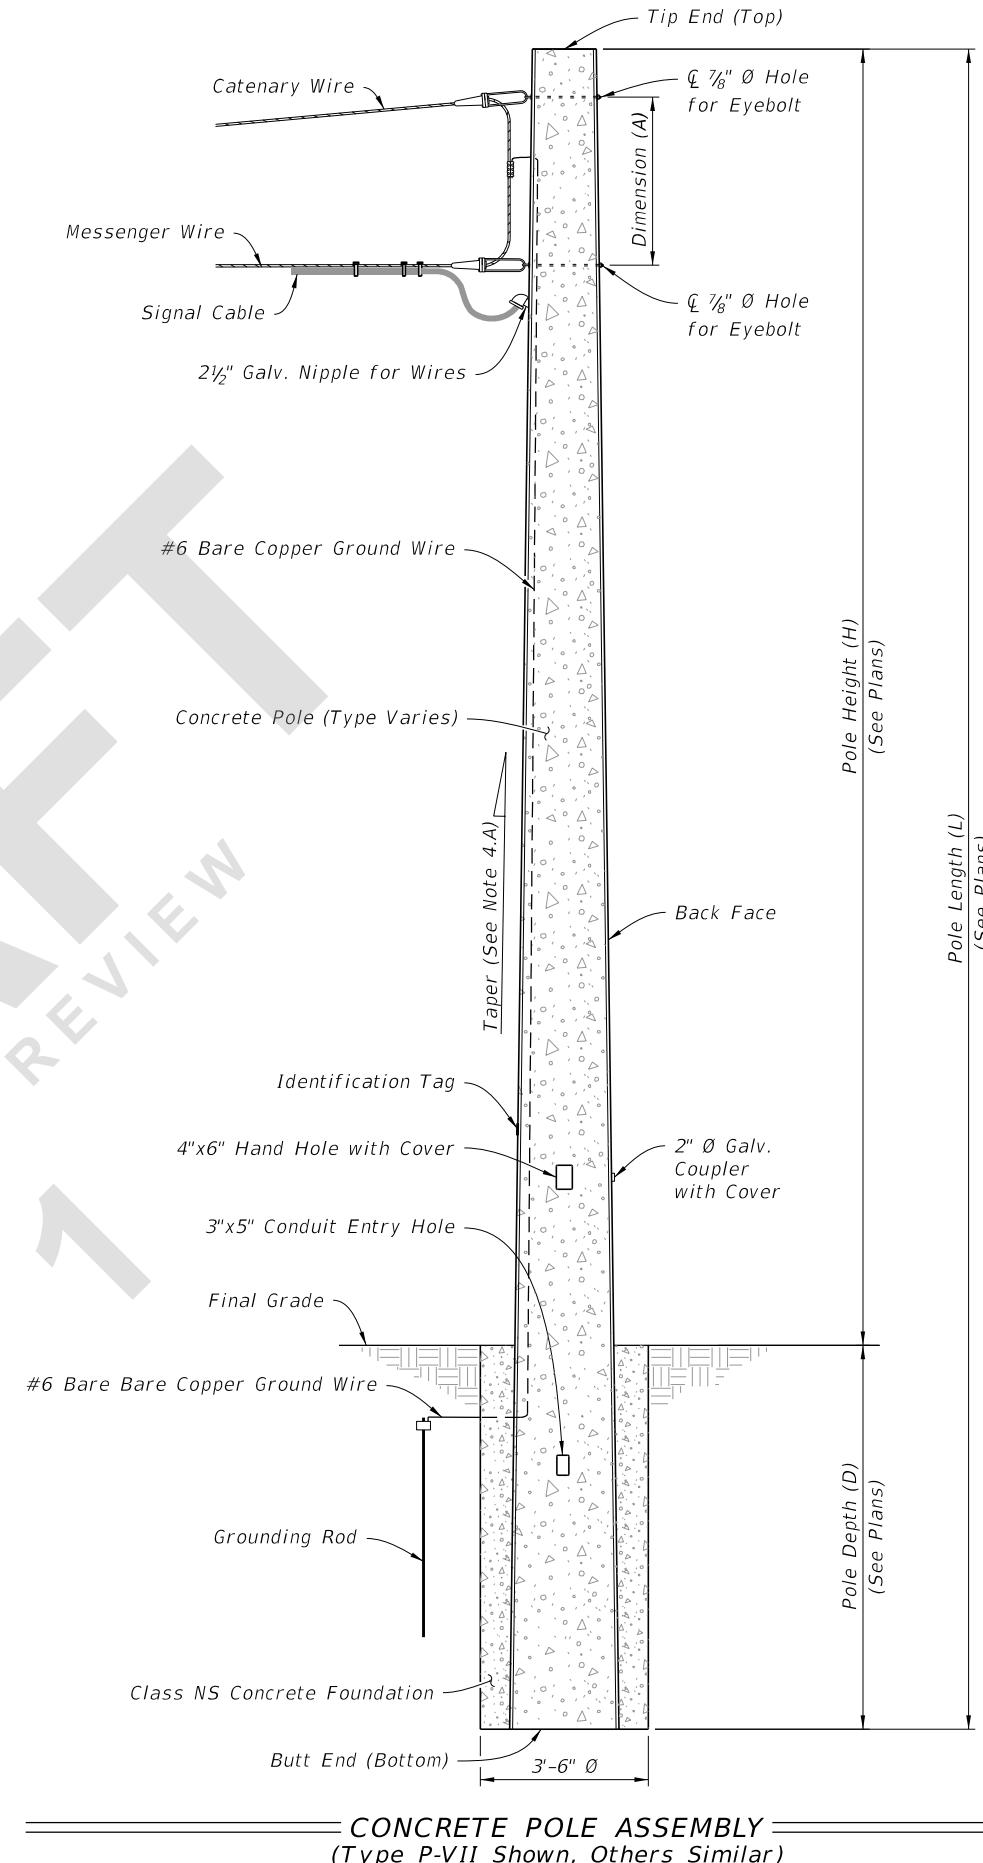 Tip End (Top)
Catenary Wire
℄ ⅞" Ø Hole
for Eyebolt
Dimension (A)
Messenger Wire
Signal Cable
℄ ⅞" Ø Hole
for Eyebolt
2½" Galv. Nipple for Wires
#6 Bare Copper Ground Wire
Pole Height (H)
(See Plans)
Concrete Pole (Type Varies)
Taper (See Note 4.A)
Pole Length (L)
(See Plans)
Back Face
REVIEW
Identification Tag
4"x6" Hand Hole with Cover
2" Ø Galv.
Coupler
with Cover
3"x5" Conduit Entry Hole
1
Final Grade
#6 Bare Bare Copper Ground Wire
Pole Depth (D)
(See Plans)
Grounding Rod
Class NS Concrete Foundation
Butt End (Bottom)
3'-6" Ø
CONCRETE POLE ASSEMBLY
(Type P-VII Shown, Others Similar)